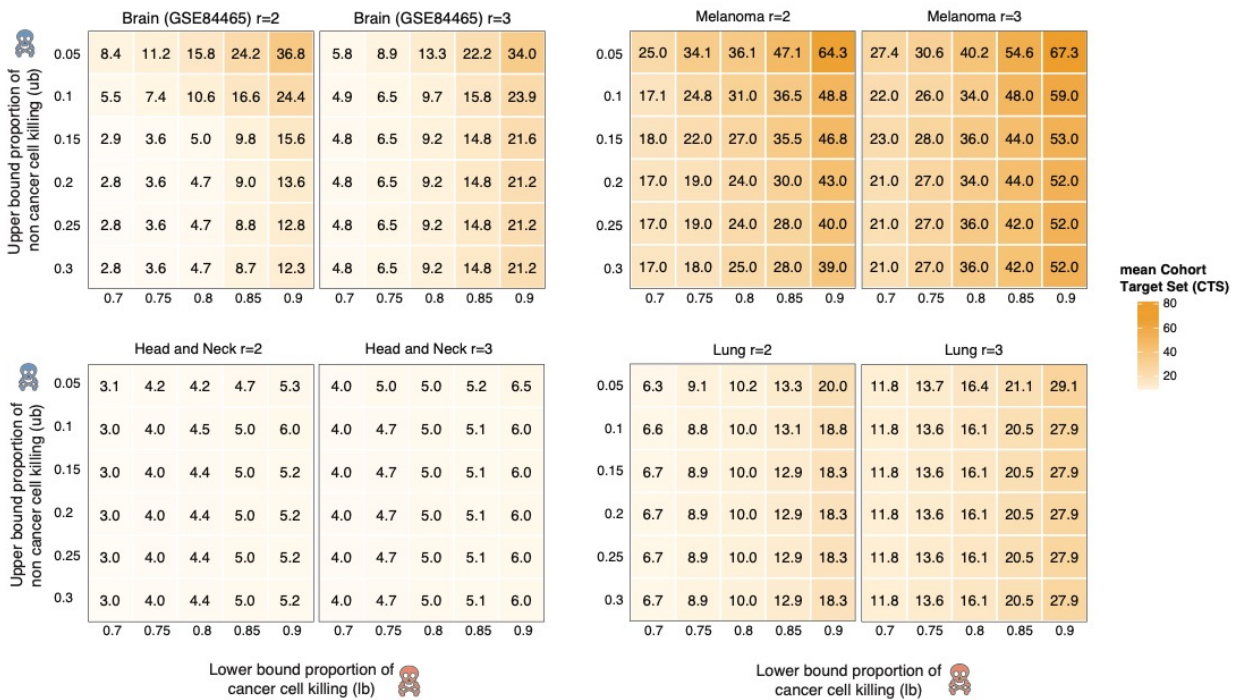 Brain (GSE84465) r=2
Brain (GSE84465) r=3
Upper bound proportion of
non cancer cell killing (ub)
0.05 8.4 11.2 15.8 24.2 36.8 5.8 8.9 13.3 22.2 34.0
0.1 5.5 7.4 10.6 16.6 24.4 4.9 6.5 9.7 15.8 23.9
0.15 2.9 3.6 5.0 9.8 15.6 4.8 6.5 9.2 14.8 21.6
0.2 2.8 3.6 4.7 9.0 13.6 4.8 6.5 9.2 14.8 21.2
0.25 2.8 3.6 4.7 8.8 12.8 4.8 6.5 9.2 14.8 21.2
0.3 2.8 3.6 4.7 8.7 12.3 4.8 6.5 9.2 14.8 21.2
0.7 0.75 0.8 0.85 0.9 0.7 0.75 0.8 0.85 0.9
Melanoma r=2
Melanoma r=3
0.05 25.0 34.1 36.1 47.1 64.3 27.4 30.6 40.2 54.6 67.3
0.1 17.1 24.8 31.0 36.5 48.8 22.0 26.0 34.0 48.0 59.0
0.15 18.0 22.0 27.0 35.5 46.8 23.0 28.0 36.0 44.0 53.0
0.2 17.0 19.0 24.0 30.0 43.0 21.0 27.0 34.0 44.0 52.0
0.25 17.0 19.0 24.0 28.0 40.0 21.0 27.0 36.0 42.0 52.0
0.3 17.0 18.0 25.0 28.0 39.0 21.0 27.0 36.0 42.0 52.0
0.7 0.75 0.8 0.85 0.9 0.7 0.75 0.8 0.85 0.9
mean Cohort
Target Set (CTS)
80
60
40
20
Head and Neck r=2
Head and Neck r=3
Upper bound proportion of
non cancer cell killing (ub)
0.05 3.1 4.2 4.2 4.7 5.3 4.0 5.0 5.0 5.2 6.5
0.1 3.0 4.0 4.5 5.0 6.0 4.0 4.7 5.0 5.1 6.0
0.15 3.0 4.0 4.4 5.0 5.2 4.0 4.7 5.0 5.1 6.0
0.2 3.0 4.0 4.4 5.0 5.2 4.0 4.7 5.0 5.1 6.0
0.25 3.0 4.0 4.4 5.0 5.2 4.0 4.7 5.0 5.1 6.0
0.3 3.0 4.0 4.4 5.0 5.2 4.0 4.7 5.0 5.1 6.0
0.7 0.75 0.8 0.85 0.9 0.7 0.75 0.8 0.85 0.9
Lower bound proportion of
cancer cell killing (lb)
Lung r=2
Lung r=3
0.05 6.3 9.1 10.2 13.3 20.0 11.8 13.7 16.4 21.1 29.1
0.1 6.6 8.8 10.0 13.1 18.8 11.8 13.6 16.1 20.5 27.9
0.15 6.7 8.9 10.0 12.9 18.3 11.8 13.6 16.1 20.5 27.9
0.2 6.7 8.9 10.0 12.9 18.3 11.8 13.6 16.1 20.5 27.9
0.25 6.7 8.9 10.0 12.9 18.3 11.8 13.6 16.1 20.5 27.9
0.3 6.7 8.9 10.0 12.9 18.3 11.8 13.6 16.1 20.5 27.9
0.7 0.75 0.8 0.85 0.9 0.7 0.75 0.8 0.85 0.9
Lower bound proportion of
cancer cell killing (lb)